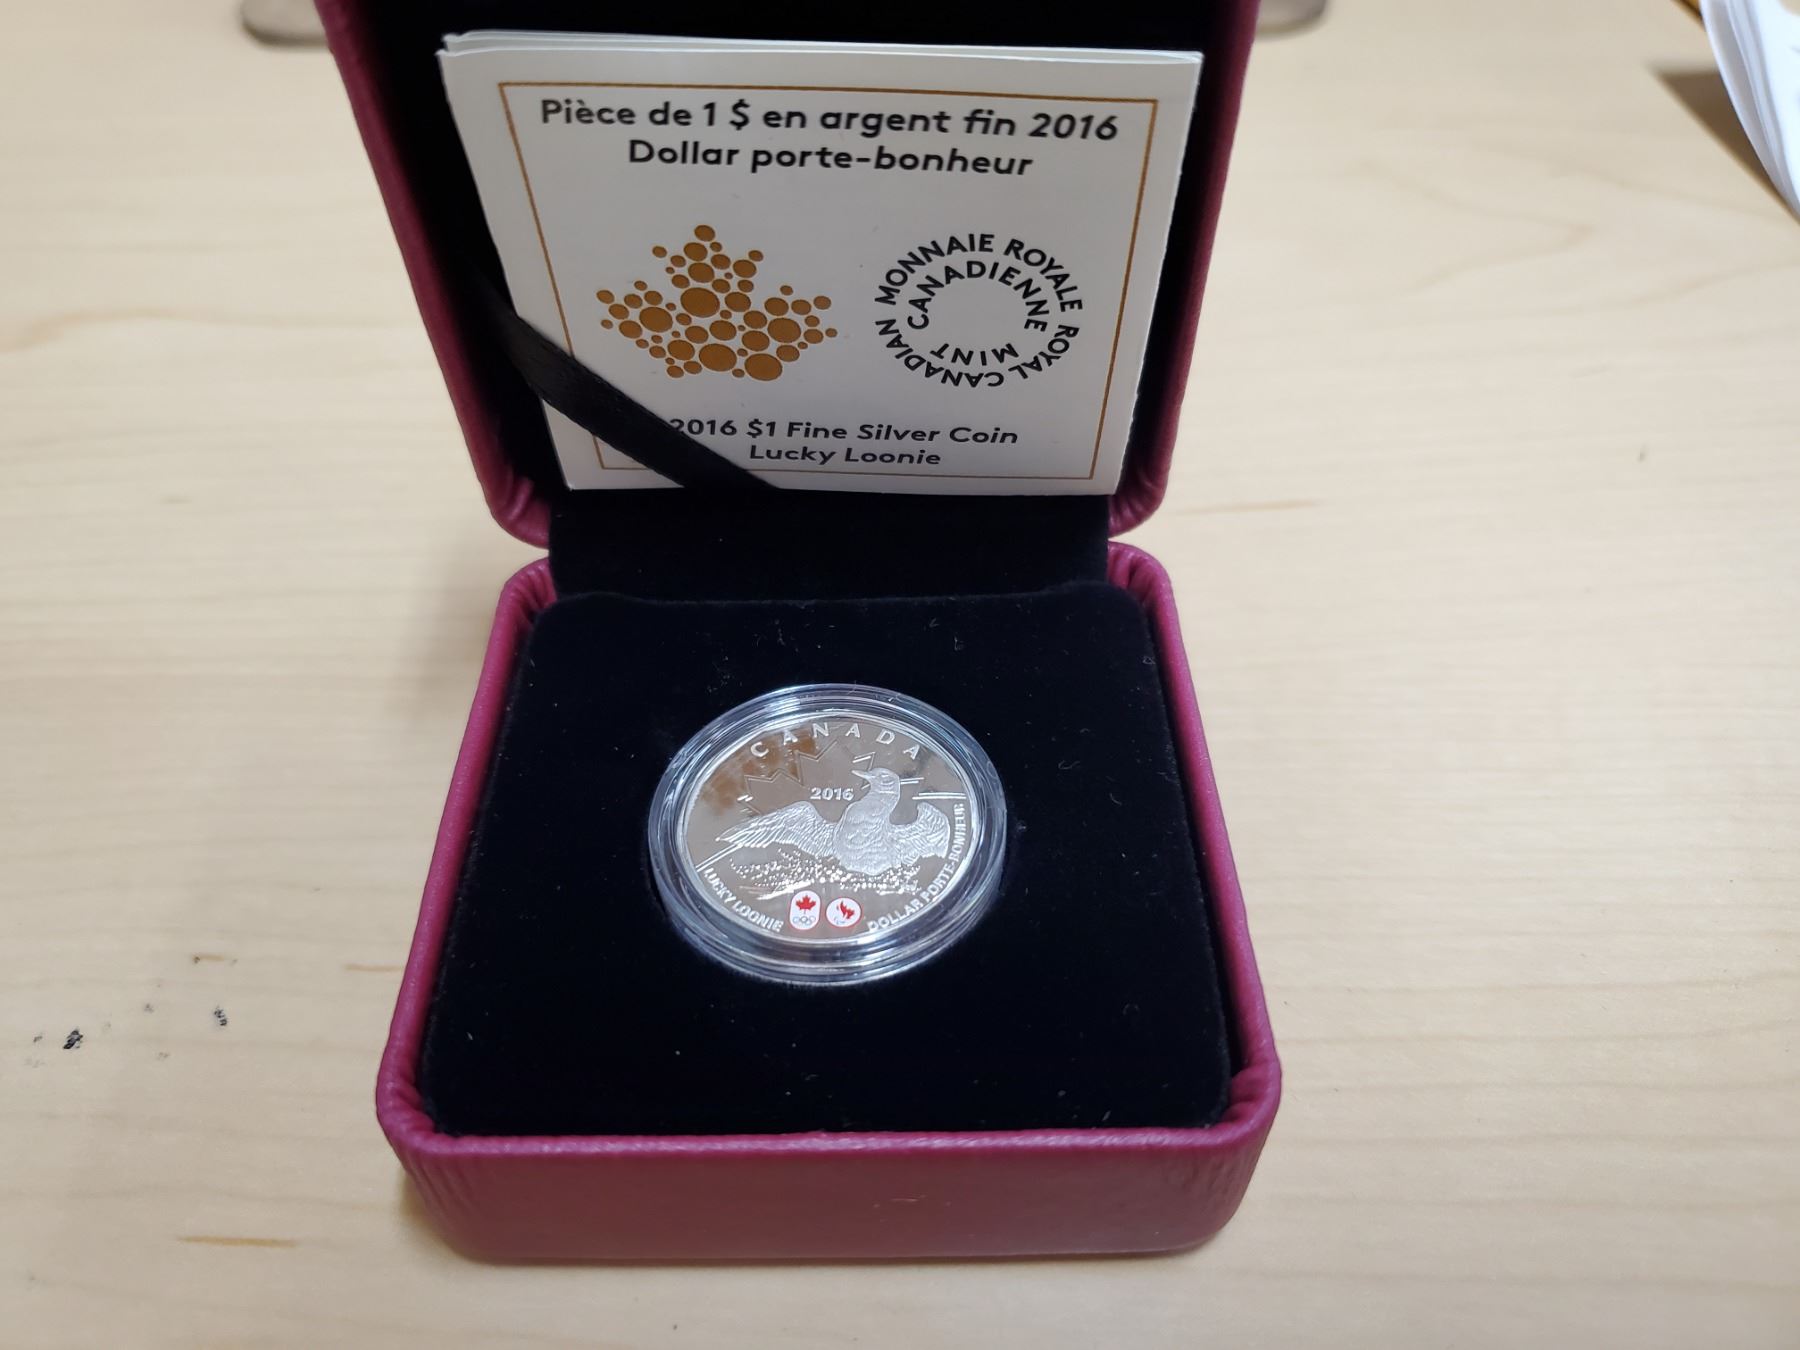 Pièce de 1 $ en argent fin 2016
Dollar porte-bonheur
MONNAIE ROYALE CANADIENNE
ROYAL CANADIAN MINT
2016 $1 Fine Silver Coin
Lucky Loonie
CANADA
2016
LUCKY LOONIE
DOLLAR PORTE-BONHEUR